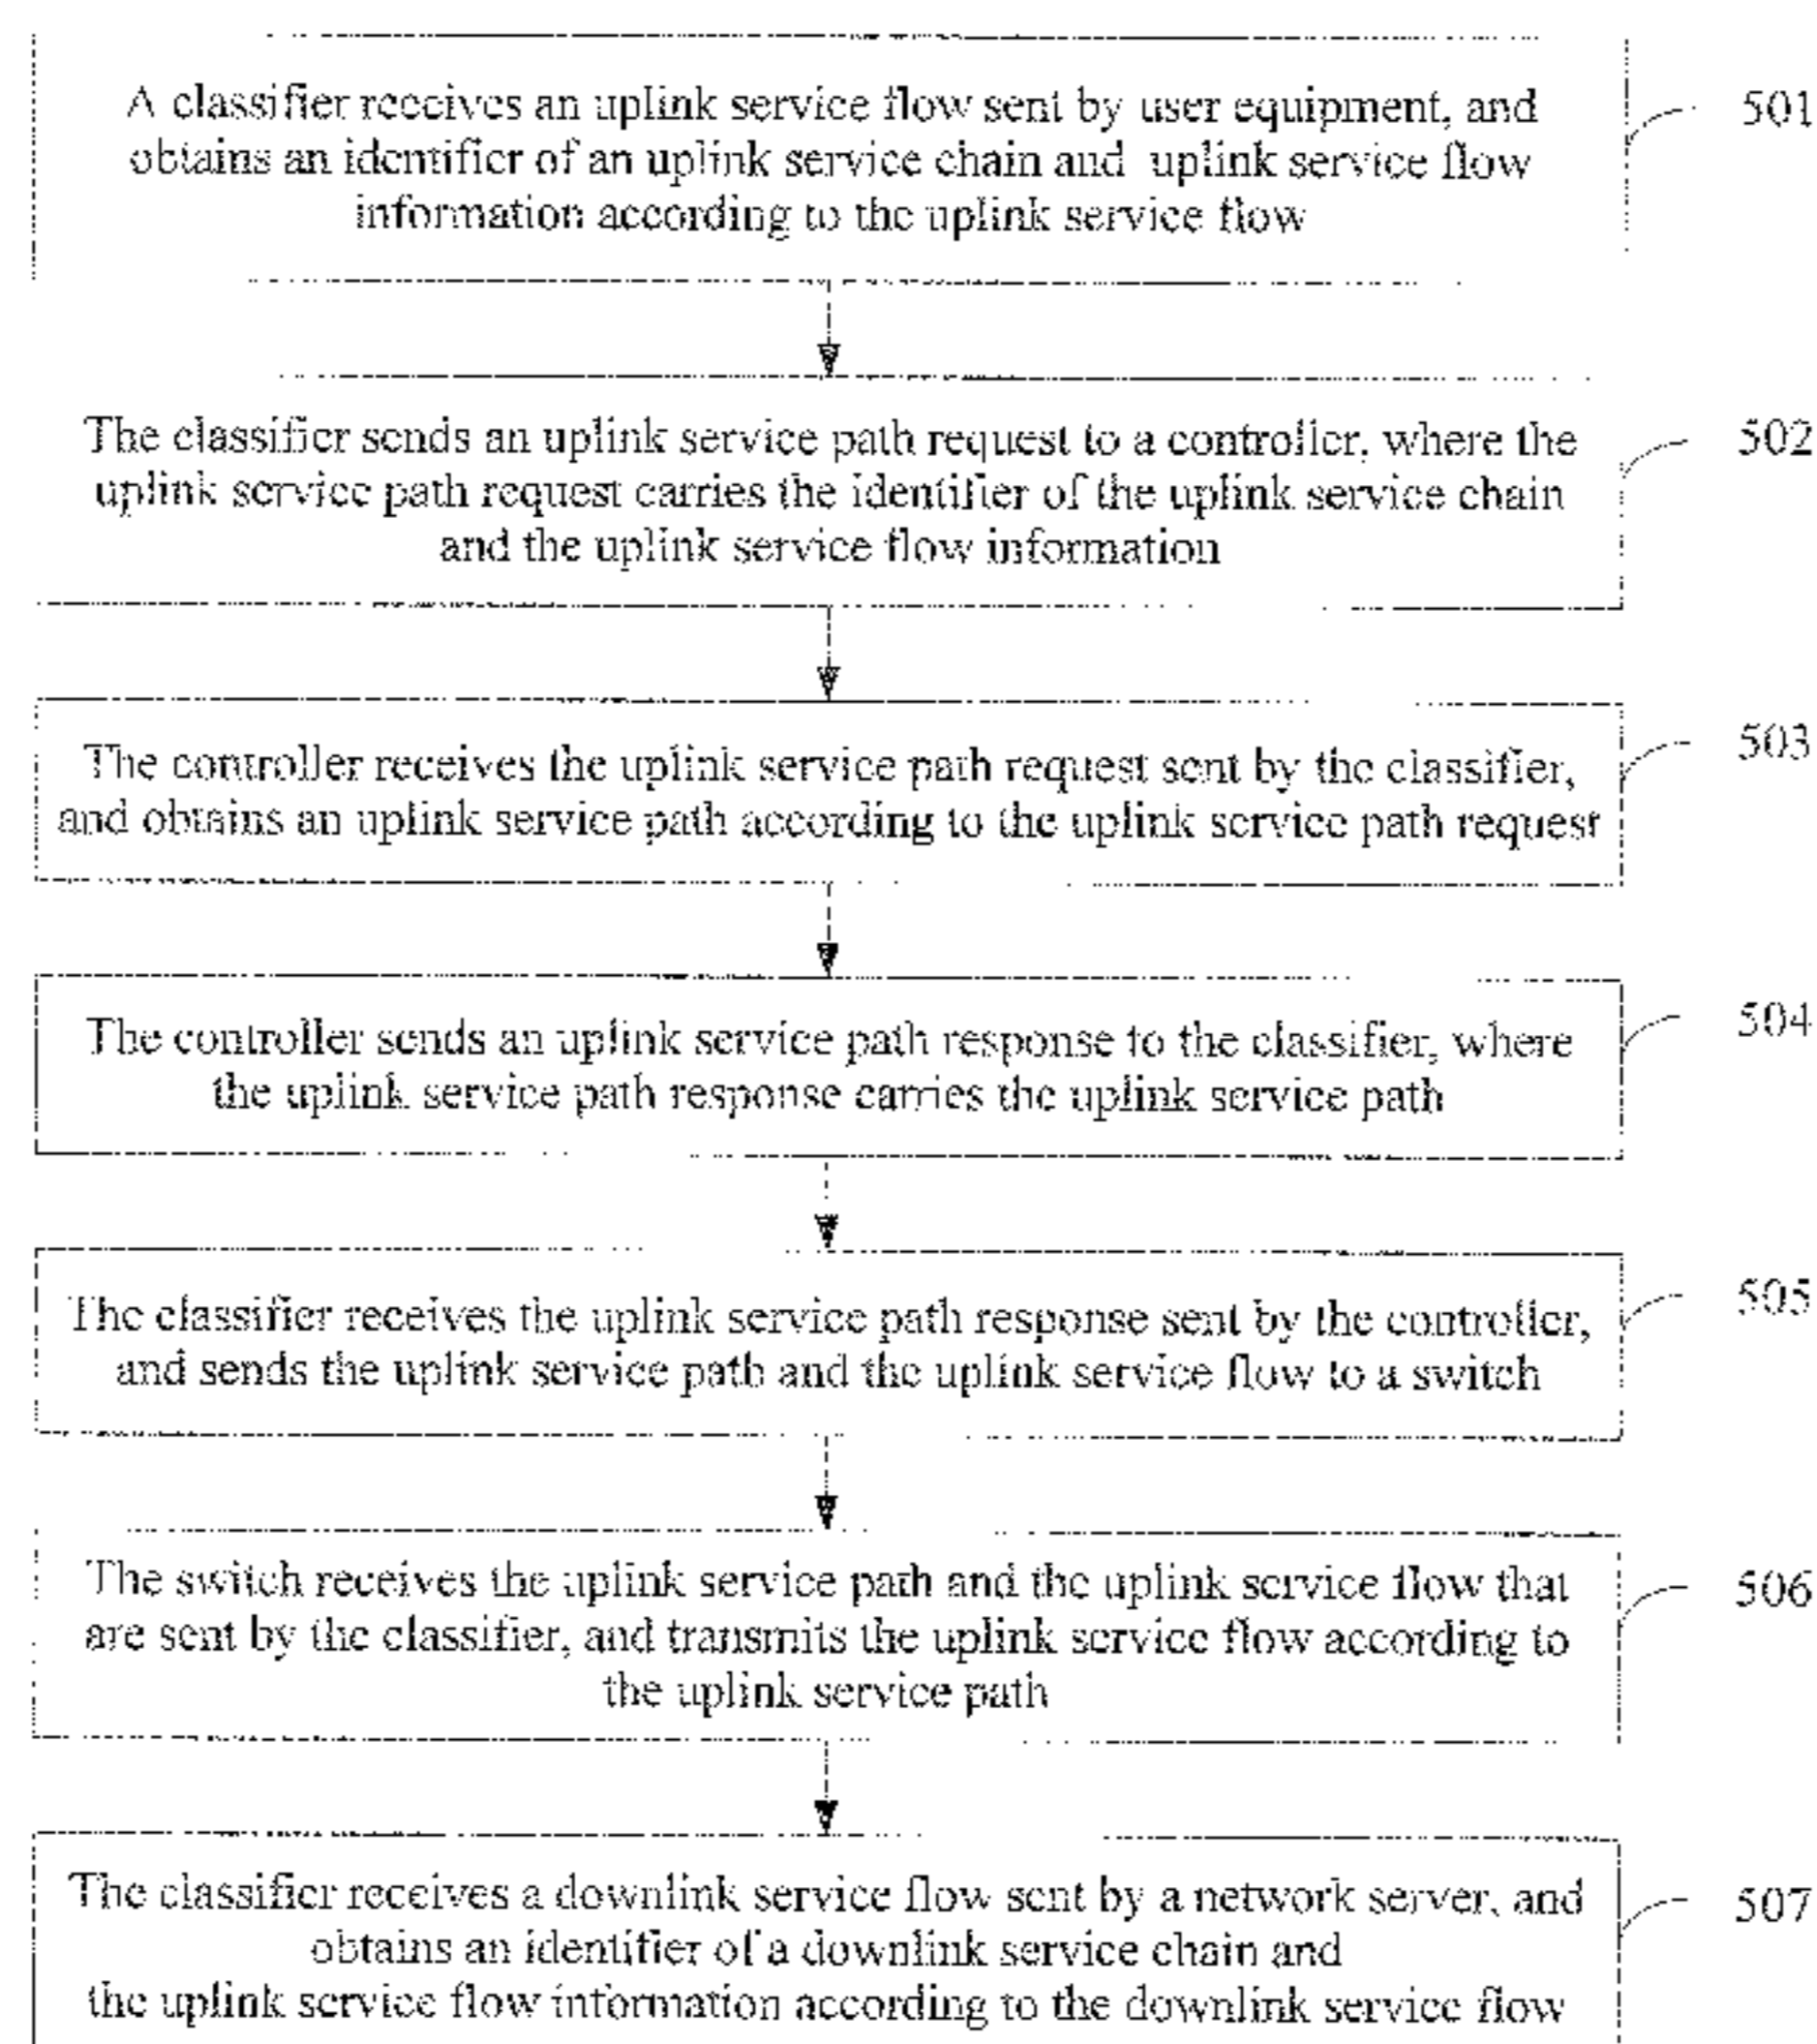 A classifier receives an uplink service flow sent by user equipment, and
obtains an identifier of an uplink service chain and uplink service flow
information according to the uplink service flow
501
The classifier sends an uplink service path request to a controller, where the
uplink service path request carries the identifier of the uplink service chain
and the uplink service flow information
502
The controller receives the uplink service path request sent by the classifier,
and obtains an uplink service path according to the uplink service path request
503
The controller sends an uplink service path response to the classifier, where
the uplink service path response carries the uplink service path
504
The classifier receives the uplink service path response sent by the controller,
and sends the uplink service path and the uplink service flow to a switch
505
The switch receives the uplink service path and the uplink service flow that
are sent by the classifier, and transmits the uplink service flow according to
the uplink service path
506
The classifier receives a downlink service flow sent by a network server, and
obtains an identifier of a downlink service chain and
the uplink service flow information according to the downlink service flow
507